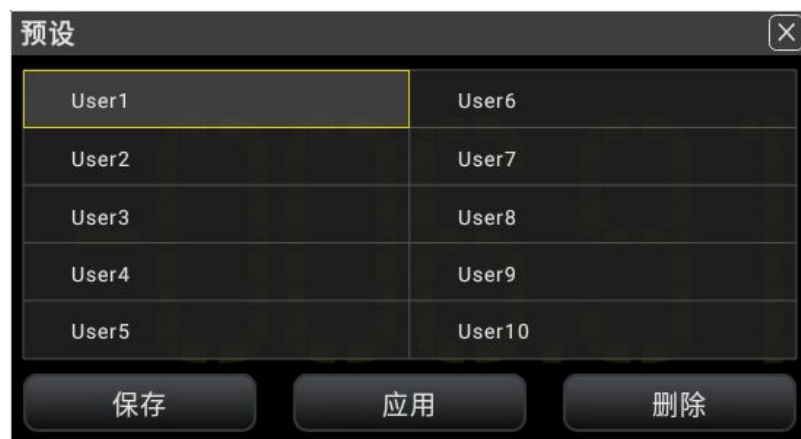 预设
User1 User6
User2 User7
User3 User8
User4 User9
User5 User10
保存 应用 删除